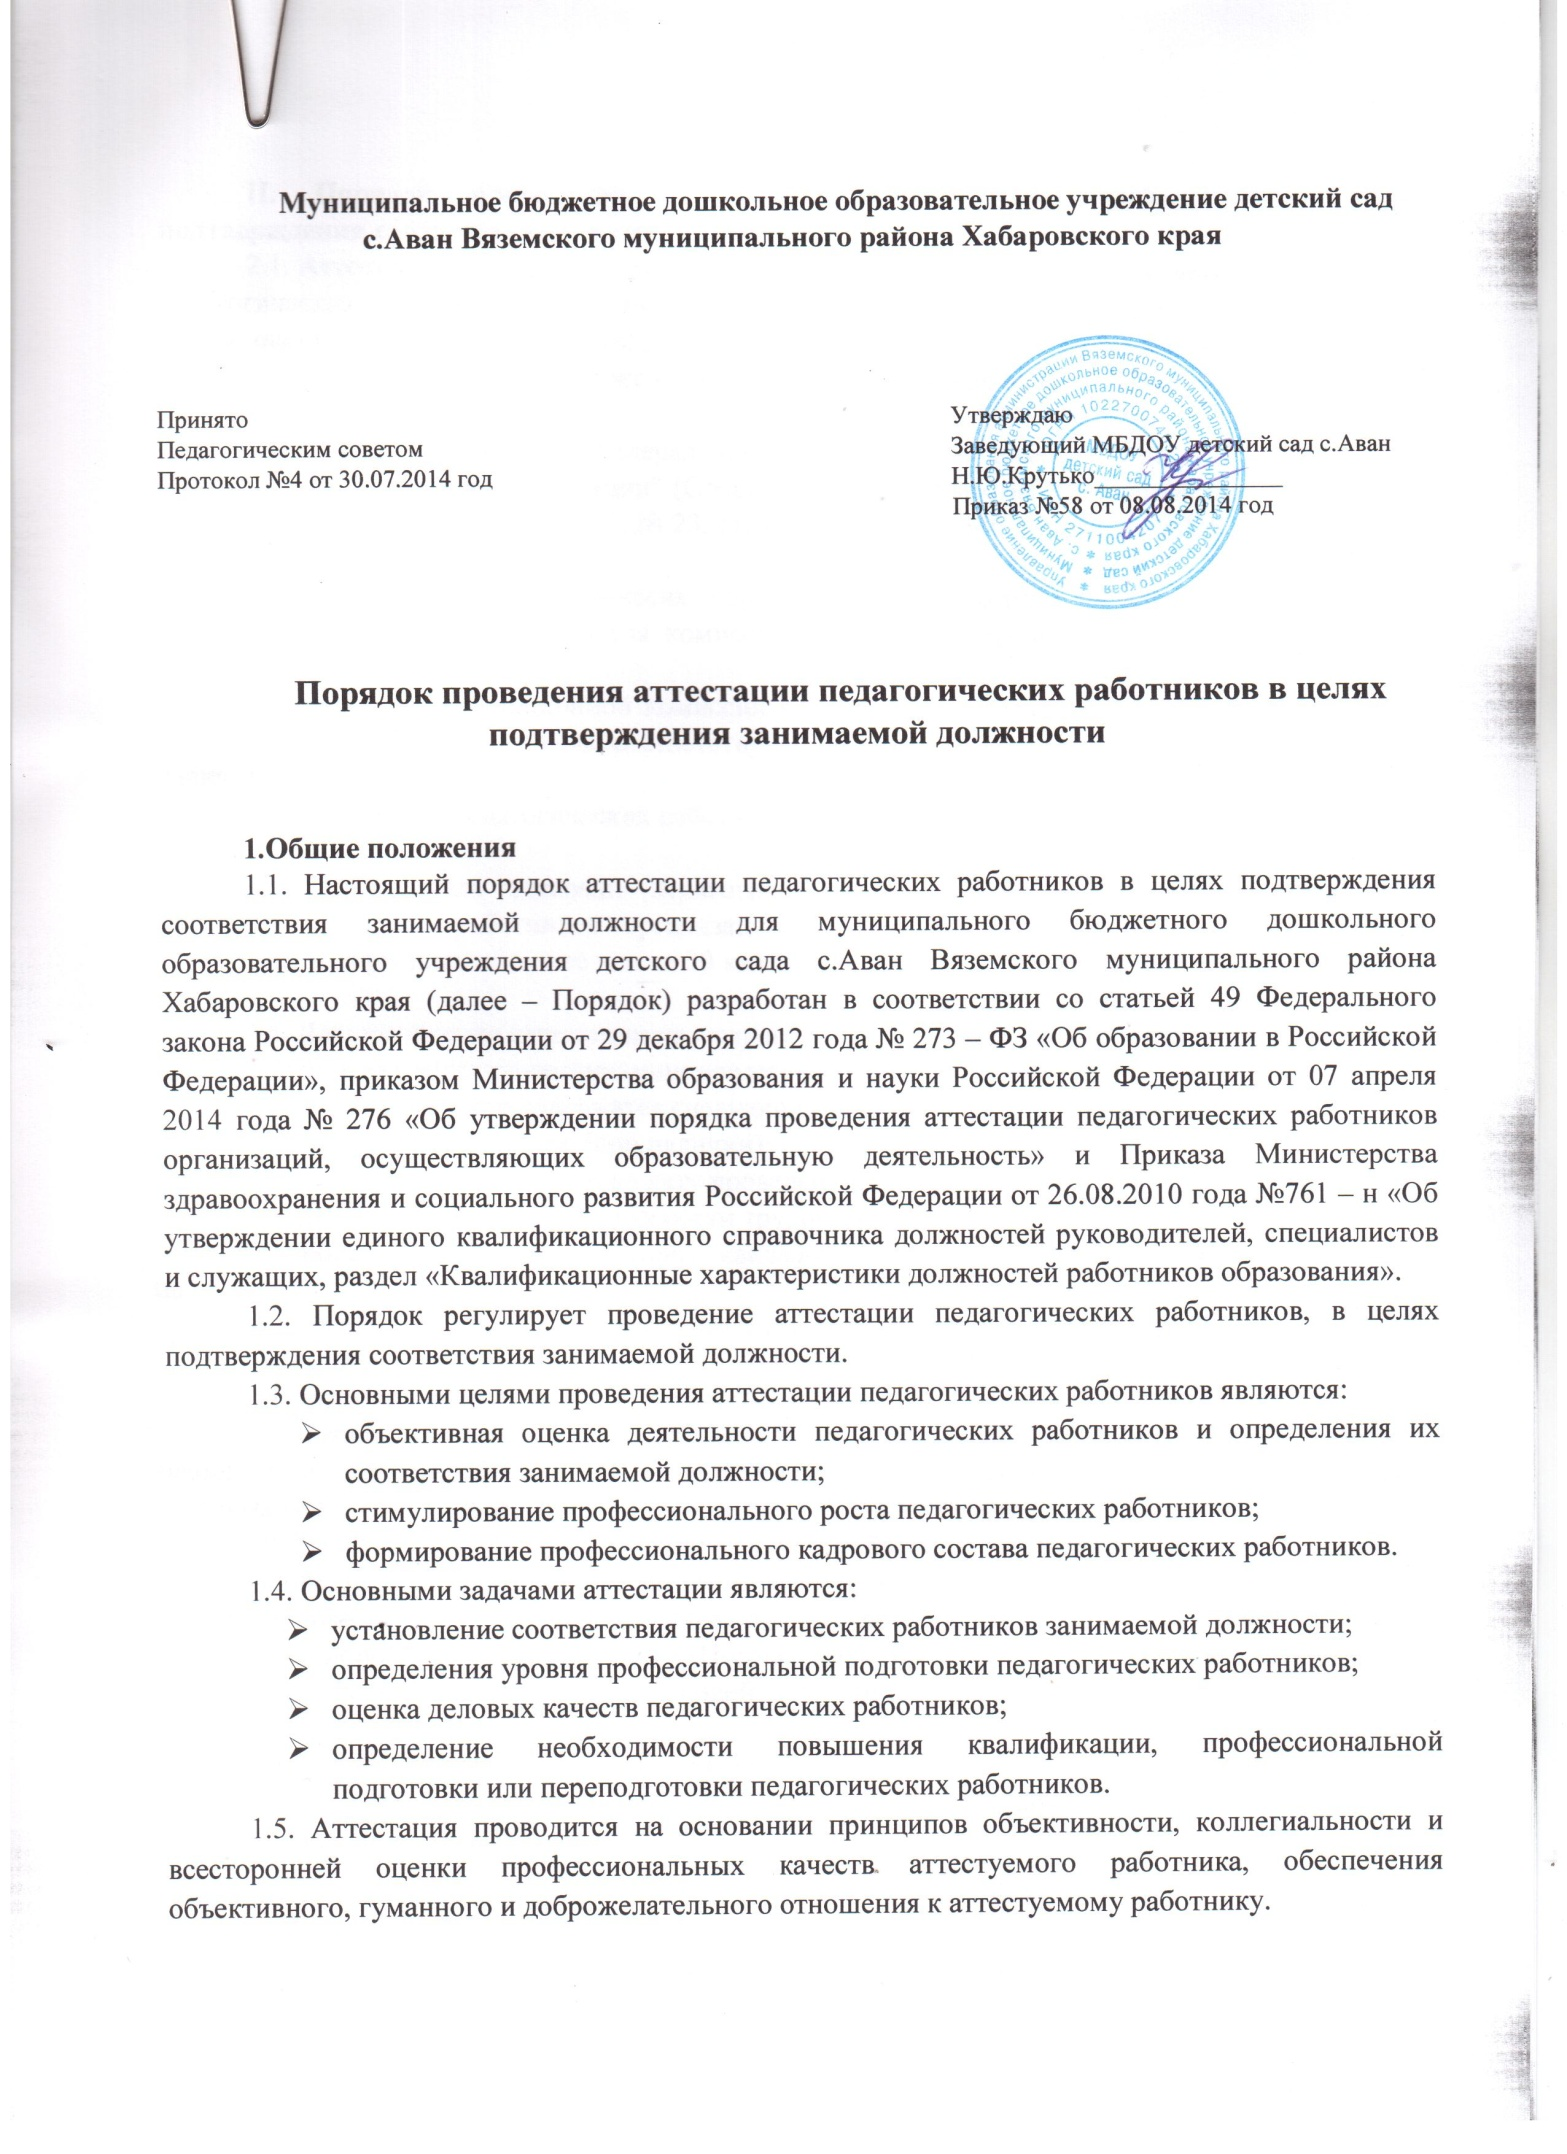 Муниципальное бюджетное дошкольное образовательное учреждение детский сад
с.Аван Вяземского муниципального района Хабаровского края
Принято
Педагогическим советом
Протокол №4 от 30.07.2014 год
Утверждаю
Заведующий МБДОУ детский сад с.Аван
Н.Ю.Крутько
Приказ №58 от 08.08.2014 год
МБДОУ
детский сад
с. Аван
Порядок проведения аттестации педагогических работников в целях
подтверждения занимаемой должности
1.Общие положения
1.1. Настоящий порядок аттестации педагогических работников в целях подтверждения
соответствия занимаемой должности для муниципального бюджетного дошкольного
образовательного учреждения детского сада с.Аван Вяземского муниципального района
Хабаровского края (далее – Порядок) разработан в соответствии со статьей 49 Федерального
закона Российской Федерации от 29 декабря 2012 года № 273 – ФЗ «Об образовании в Российской
Федерации», приказом Министерства образования и науки Российской Федерации от 07 апреля
2014 года № 276 «Об утверждении порядка проведения аттестации педагогических работников
организаций, осуществляющих образовательную деятельность» и Приказа Министерства
здравоохранения и социального развития Российской Федерации от 26.08.2010 года №761 – н «Об
утверждении единого квалификационного справочника должностей руководителей, специалистов
и служащих, раздел «Квалификационные характеристики должностей работников образования».
1.2. Порядок регулирует проведение аттестации педагогических работников, в целях
подтверждения соответствия занимаемой должности.
1.3. Основными целями проведения аттестации педагогических работников являются:
➢ объективная оценка деятельности педагогических работников и определения их
соответствия занимаемой должности;
➢ стимулирование профессионального роста педагогических работников;
➢ формирование профессионального кадрового состава педагогических работников.
1.4. Основными задачами аттестации являются:
➢ установление соответствия педагогических работников занимаемой должности;
➢ определения уровня профессиональной подготовки педагогических работников;
➢ оценка деловых качеств педагогических работников;
➢ определение необходимости повышения квалификации, профессиональной
подготовки или переподготовки педагогических работников.
1.5. Аттестация проводится на основании принципов объективности, коллегиальности и
всесторонней оценки профессиональных качеств аттестуемого работника, обеспечения
объективного, гуманного и доброжелательного отношения к аттестуемому работнику.